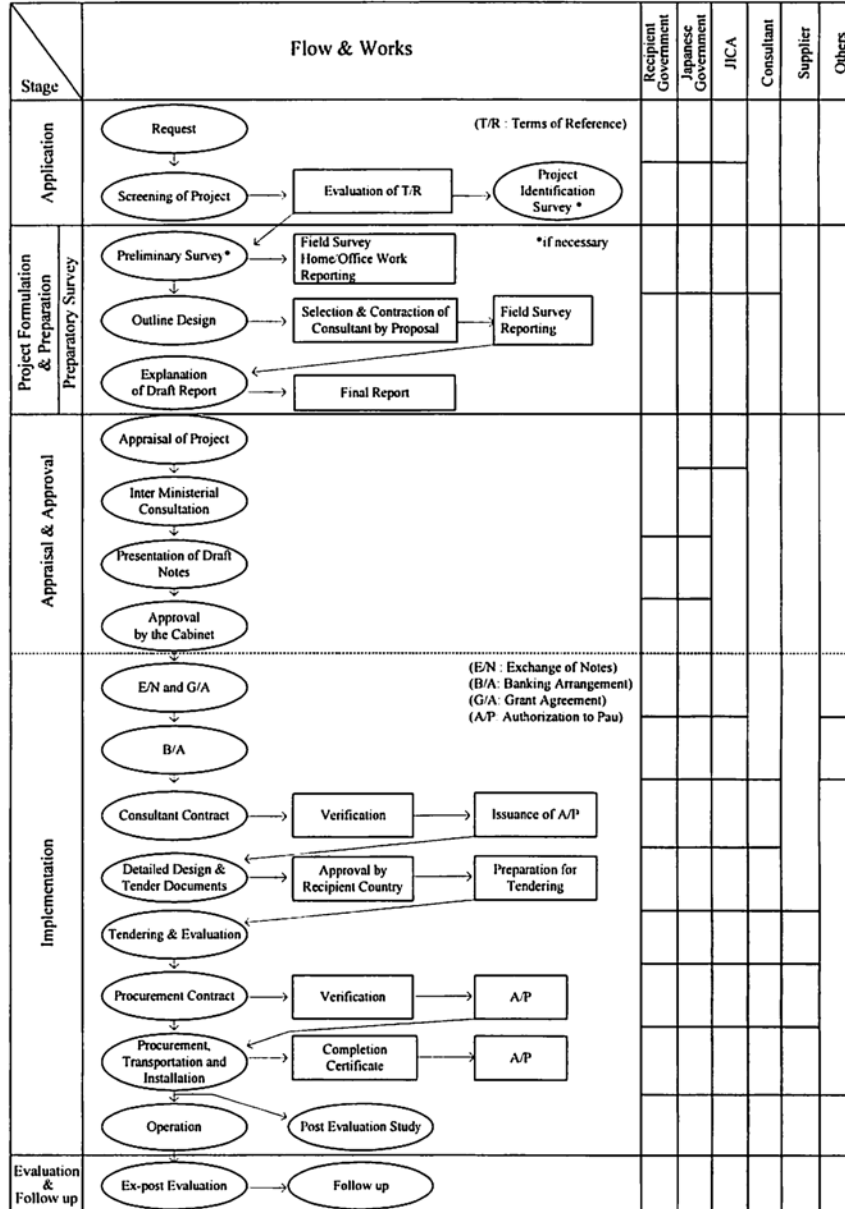 Stage
Flow & Works
Recipient
Government
Japanese
Government
JICA
Consultant
Supplier
Others
Application
Request
(T/R : Terms of Reference)
Screening of Project
Evaluation of T/R
Project
Identification
Survey *
Project Formulation
& Preparation
Preparatory Survey
Preliminary Survey*
Field Survey
Home/Office Work
Reporting
*if necessary
Outline Design
Selection & Contraction of
Consultant by Proposal
Field Survey
Reporting
Explanation
of Draft Report
Final Report
Appraisal & Approval
Appraisal of Project
Inter Ministerial
Consultation
Presentation of Draft
Notes
Approval
by the Cabinet
Implementation
E/N and G/A
(E/N : Exchange of Notes)
(B/A: Banking Arrangement)
(G/A: Grant Agreement)
(A/P: Authorization to Pau)
B/A
Consultant Contract
Verification
Issuance of A/P
Detailed Design &
Tender Documents
Approval by
Recipient Country
Preparation for
Tendering
Tendering & Evaluation
Procurement Contract
Verification
A/P
Procurement,
Transportation and
Installation
Completion
Certificate
A/P
Operation
Post Evaluation Study
Evaluation
&
Follow up
Ex-post Evaluation
Follow up